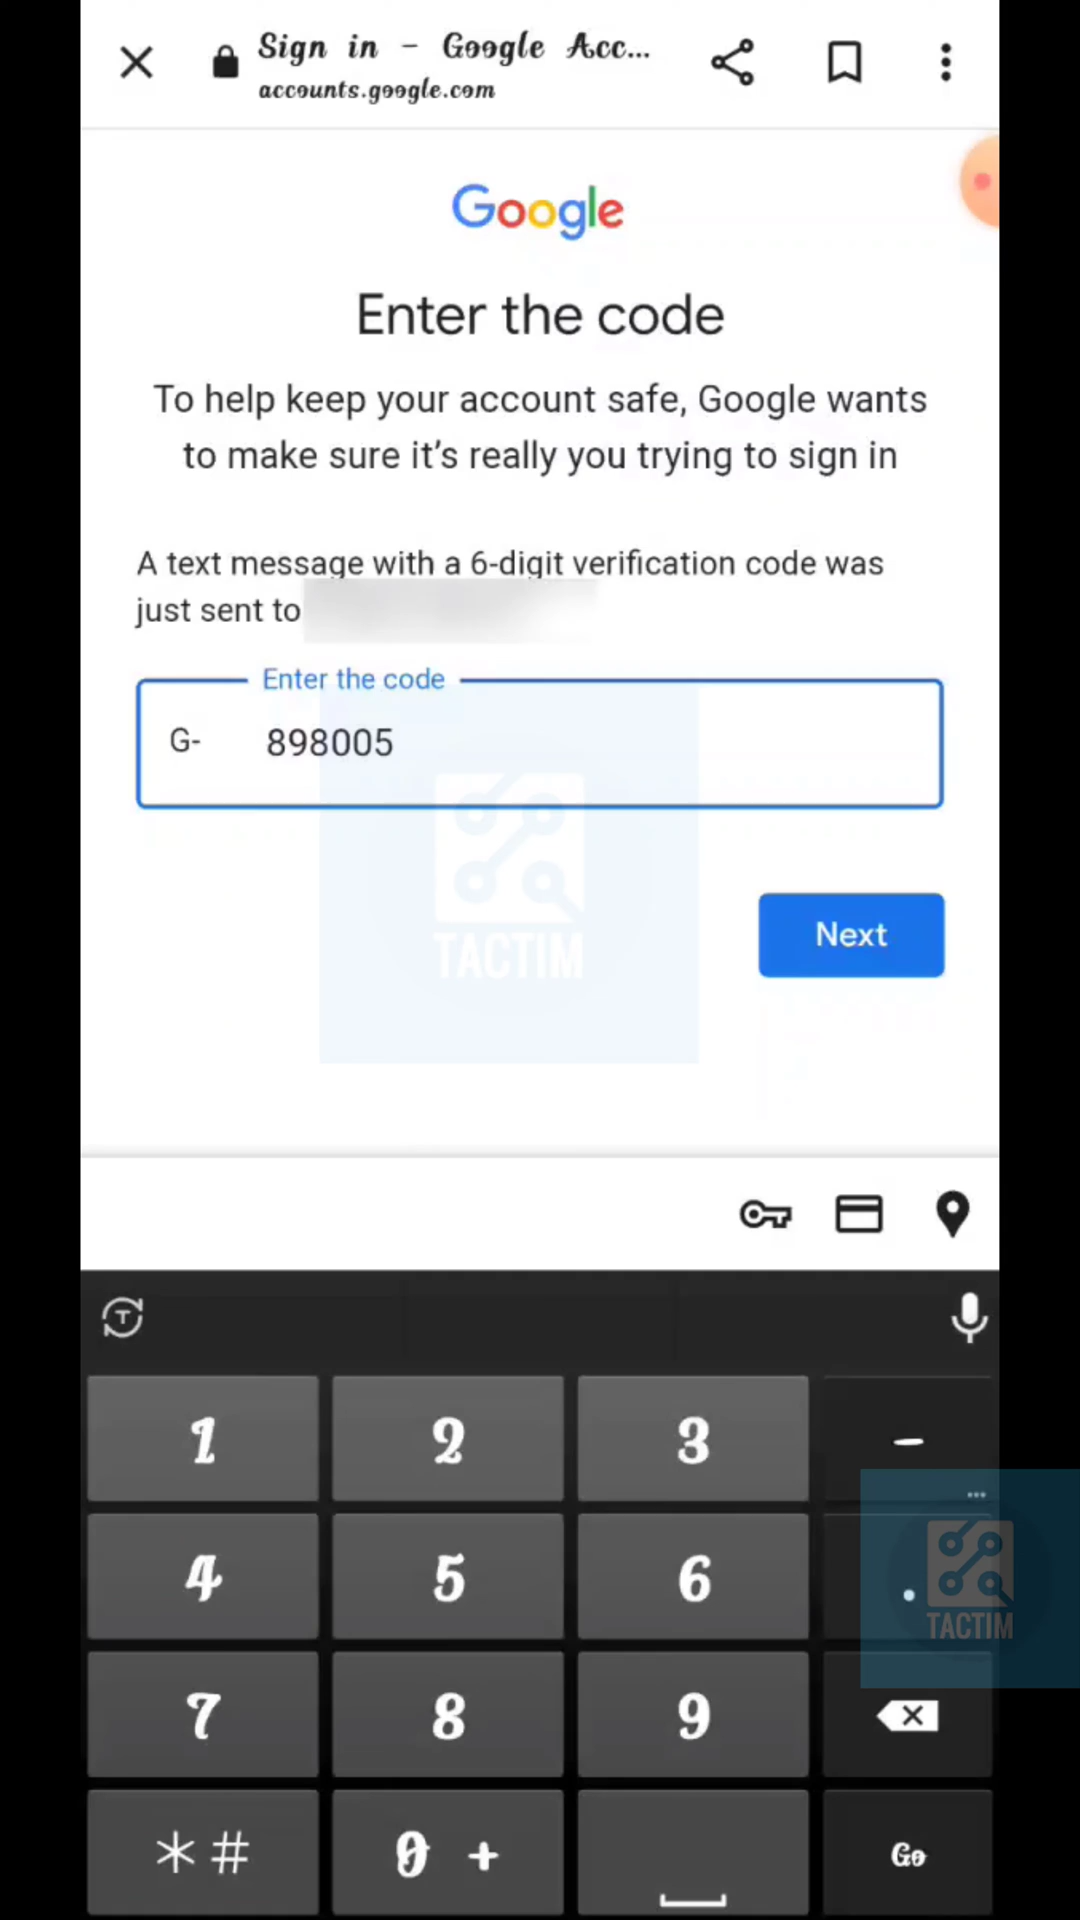 Sign in - Google Acc...
accounts.google.com
Google
Enter the code
To help keep your account safe, Google wants
to make sure it’s really you trying to sign in
A text message with a 6-digit verification code was
just sent to
Enter the code
G- 898005
TACTIM
Next
1 2 3 -
...
4 5 6 .
TACTIM
7 8 9
*# 0 + Go